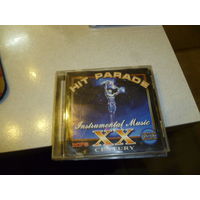 HIT PARADE
Instrumental Music
XX
CENTURY